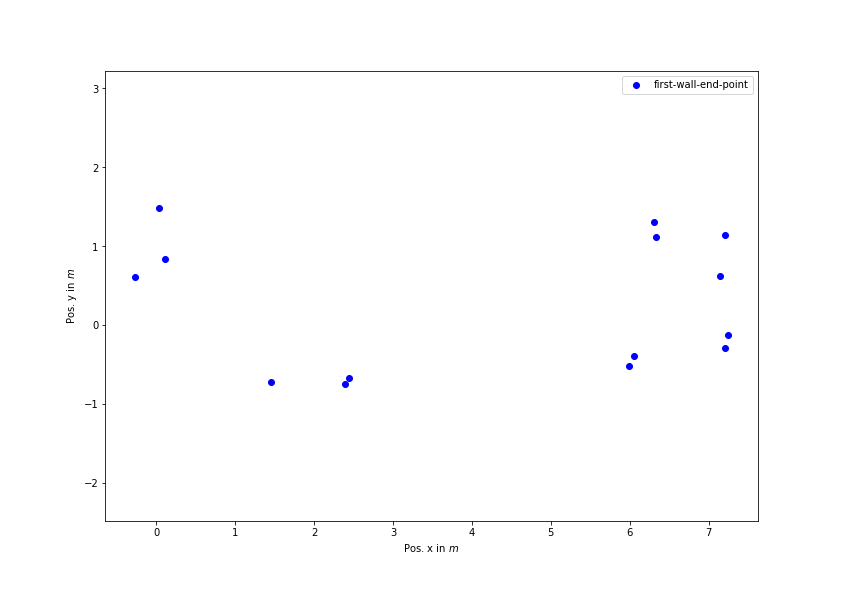 first-wall-end-point
3
2
1
0
−1
−2
Pos. y in m
0 1 2 3 4 5 6 7
Pos. x in m